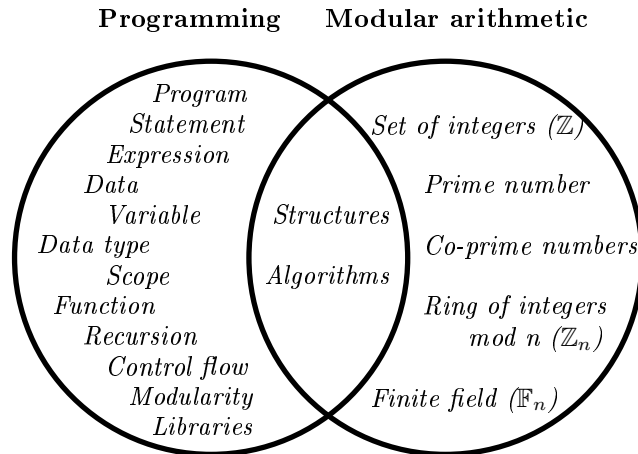 Programming
Modular arithmetic
Program
Statement
Expression
Data
Variable
Data type
Scope
Function
Recursion
Control flow
Modularity
Libraries
Structures
Algorithms
Set of integers (ℤ)
Prime number
Co-prime numbers
Ring of integers
mod n (ℤₙ)
Finite field (𝔽ₙ)